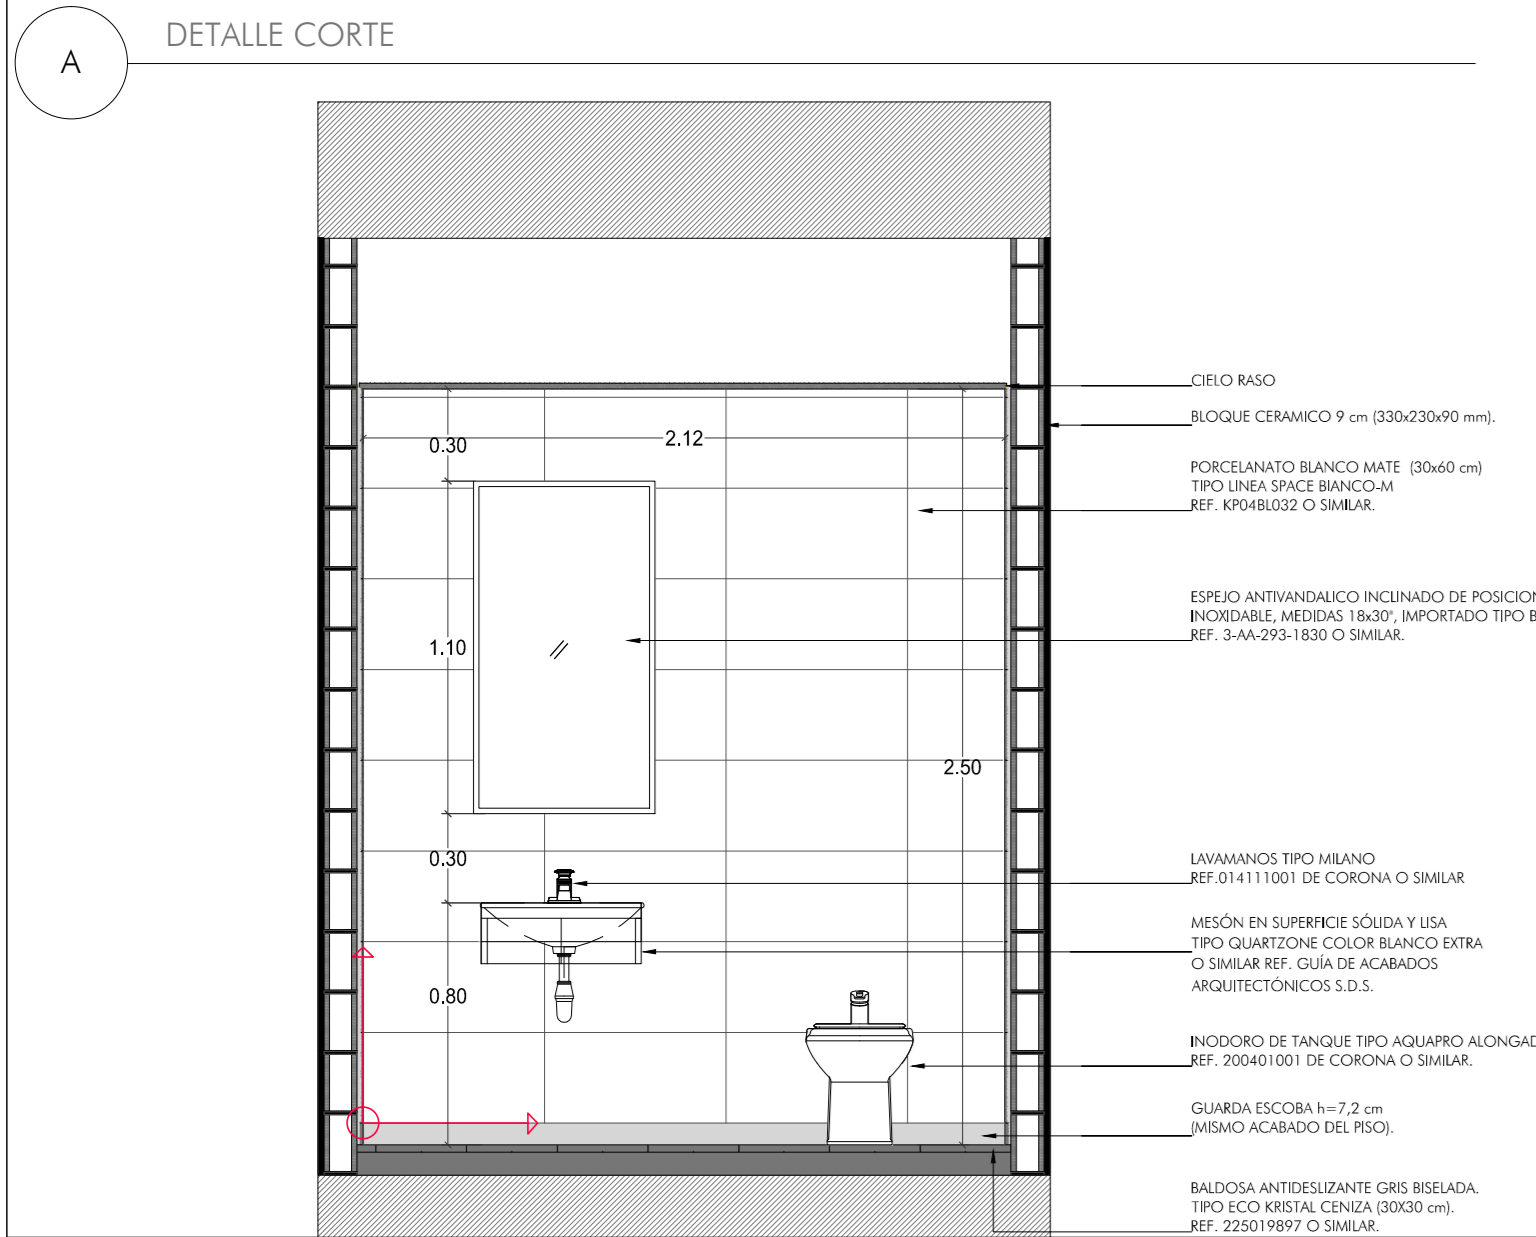 A
DETALLE CORTE
CIELO RASO
BLOQUE CERAMICO 9 cm (330x230x90 mm).
0.30
2.12
PORCELANATO BLANCO MATE (30x60 cm)
TIPO LINEA SPACE BIANCO-M
REF. KP04BL032 O SIMILAR.
ESPEJO ANTIVANDALICO INCLINADO DE POSICION
INOXIDABLE, MEDIDAS 18x30", IMPORTADO TIPO B
REF. 3-AA-293-1830 O SIMILAR.
1.10
2.50
0.30
LAVAMANOS TIPO MILANO
REF.014111001 DE CORONA O SIMILAR
MESÓN EN SUPERFICIE SÓLIDA Y LISA
TIPO QUARTZONE COLOR BLANCO EXTRA
O SIMILAR REF. GUÍA DE ACABADOS
ARQUITECTÓNICOS S.D.S.
0.80
INODORO DE TANQUE TIPO AQUAPRO ALONGAD
REF. 200401001 DE CORONA O SIMILAR.
GUARDA ESCOBA h=7,2 cm
(MISMO ACABADO DEL PISO).
BALDOSA ANTIDESLIZANTE GRIS BISELADA.
TIPO ECO KRISTAL CENIZA (30X30 cm).
REF. 225019897 O SIMILAR.